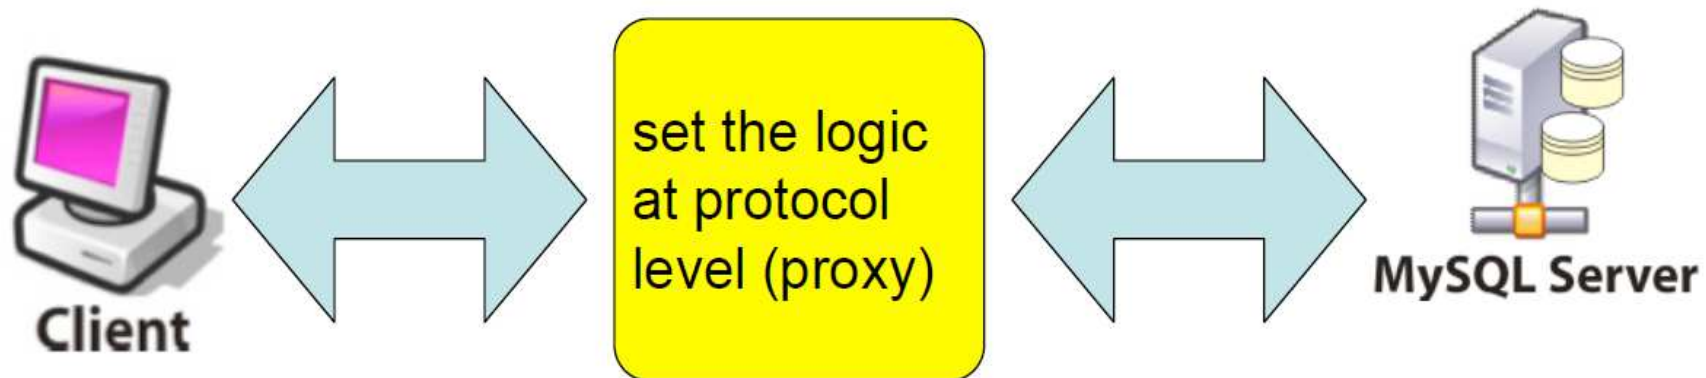 set the logic
at protocol
level (proxy)
Client
MySQL Server